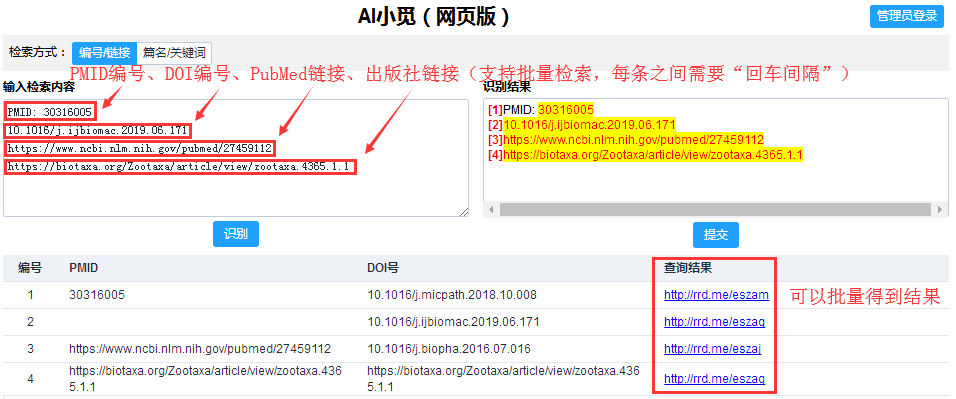 AI小觅（网页版）
管理员登录
检索方式： 编号/链接 篇名/关键词
PMID编号、DOI编号、PubMed链接、出版社链接（支持批量检索，每条之间需要“回车间隔”）
输入检索内容
识别结果
PMID: 30316005
10.1016/j.ijbiomac.2019.06.171
https://www.ncbi.nlm.nih.gov/pubmed/27459112
https://biotaxa.org/Zootaxa/article/view/zootaxa.4365.1.1
[1]PMID: 30316005
[2]10.1016/j.ijbiomac.2019.06.171
[3]https://www.ncbi.nlm.nih.gov/pubmed/27459112
[4]https://biotaxa.org/Zootaxa/article/view/zootaxa.4365.1.1
识别
提交
编号 PMID DOI号 查询结果
1 30316005 10.1016/j.micpath.2018.10.008 http://rrd.me/eszam
可以批量得到结果
2 10.1016/j.ijbiomac.2019.06.171 http://rrd.me/eszaq
3 https://www.ncbi.nlm.nih.gov/pubmed/27459112 10.1016/j.biopha.2016.07.016 http://rrd.me/eszaj
4 https://biotaxa.org/Zootaxa/article/view/zootaxa.436 https://biotaxa.org/Zootaxa/article/view/zootaxa.436 http://rrd.me/eszaq
5.1.1 5.1.1